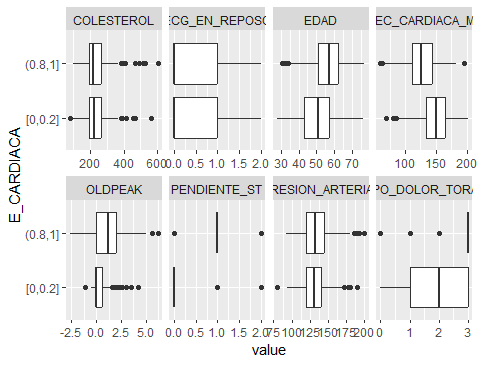 COLESTEROL ECG_EN_REPOSO EDAD EC_CARDIACA_M
(0.8,1]
[0,0.2]
200 400 600 0.0 0.5 1.0 1.5 2.0 30 40 50 60 70 100 150 200
OLDPEAK PENDIENTE_ST RESION_ARTERIA PO_DOLOR_TORA
(0.8,1]
[0,0.2]
-2.5 0.0 2.5 5.0 0.0 0.5 1.0 1.5 2.0 75 100 125 150 175 200 0 1 2 3
value
E_CARDIACA